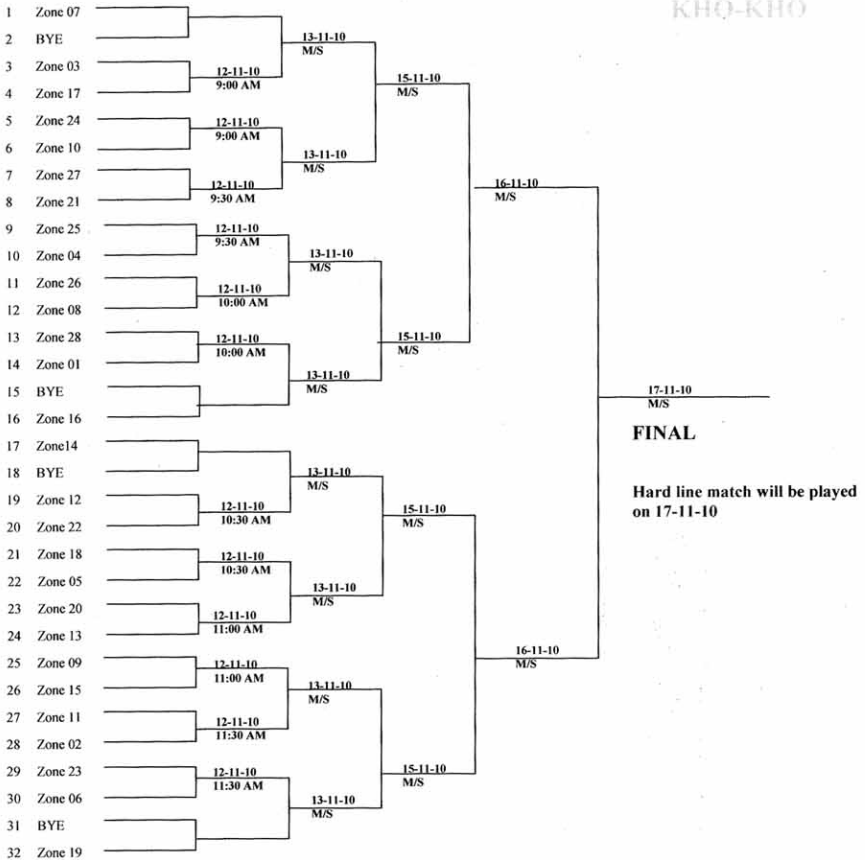 KHO-KHO
1 Zone 07
2 BYE
3 Zone 03
4 Zone 17
5 Zone 24
6 Zone 10
7 Zone 27
8 Zone 21
9 Zone 25
10 Zone 04
11 Zone 26
12 Zone 08
13 Zone 28
14 Zone 01
15 BYE
16 Zone 16
17 Zone14
18 BYE
19 Zone 12
20 Zone 22
21 Zone 18
22 Zone 05
23 Zone 20
24 Zone 13
25 Zone 09
26 Zone 15
27 Zone 11
28 Zone 02
29 Zone 23
30 Zone 06
31 BYE
32 Zone 19
12-11-10
9:00 AM
12-11-10
9:00 AM
12-11-10
9:30 AM
12-11-10
9:30 AM
12-11-10
10:00 AM
12-11-10
10:00 AM
12-11-10
10:30 AM
12-11-10
10:30 AM
12-11-10
11:00 AM
12-11-10
11:00 AM
12-11-10
11:30 AM
12-11-10
11:30 AM
13-11-10
M/S
13-11-10
M/S
13-11-10
M/S
13-11-10
M/S
13-11-10
M/S
13-11-10
M/S
13-11-10
M/S
13-11-10
M/S
15-11-10
M/S
15-11-10
M/S
15-11-10
M/S
15-11-10
M/S
16-11-10
M/S
16-11-10
M/S
17-11-10
M/S
FINAL
Hard line match will be played
on 17-11-10